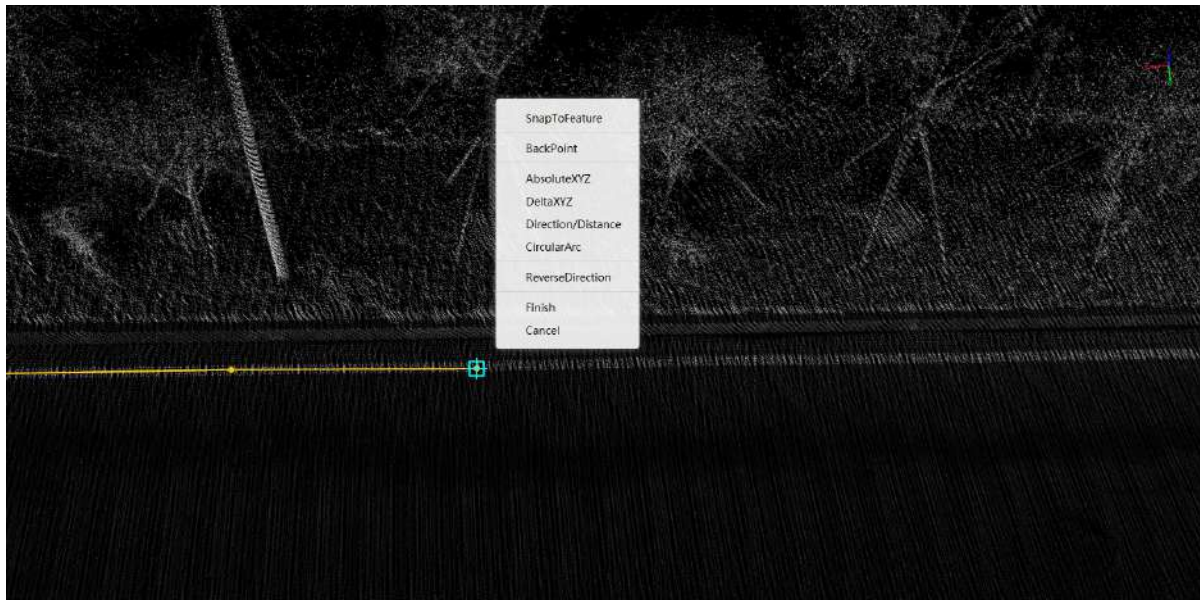 SnapToFeature
BackPoint
AbsoluteXYZ
DeltaXYZ
Direction/Distance
CircularArc
ReverseDirection
Finish
Cancel